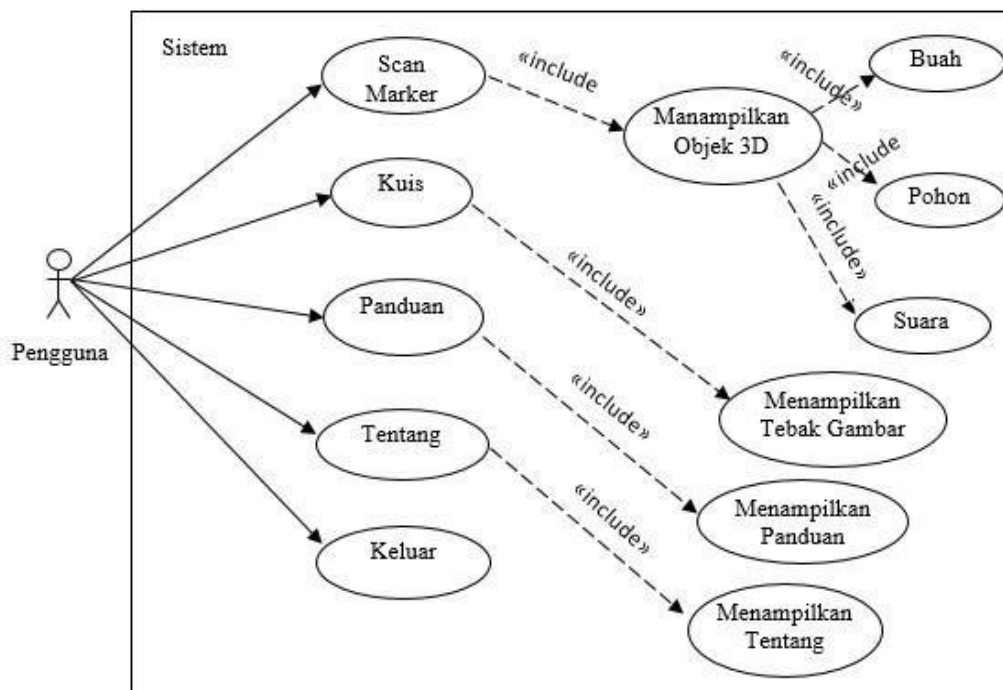 Sistem
Scan
Marker
«include
Manampilkan
Objek 3D
«include»
Buah
«include
Pohon
«include»
Suara
Kuis
«include»
Menampilkan
Tebak Gambar
Pengguna
Panduan
«include»
Menampilkan
Panduan
Tentang
«include»
Menampilkan
Tentang
Keluar